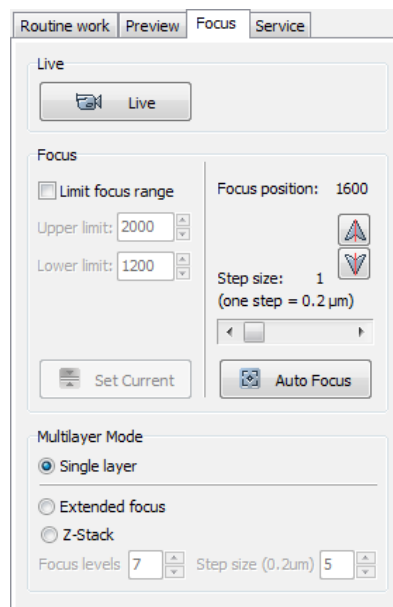 Routine work Preview Focus Service
Live
Live
Focus
Limit focus range
Upper limit: 2000
Lower limit: 1200
Set Current
Focus position: 1600
Step size: 1
(one step = 0.2 µm)
Auto Focus
Multilayer Mode
Single layer
Extended focus
Z-Stack
Focus levels 7 Step size (0.2um) 5